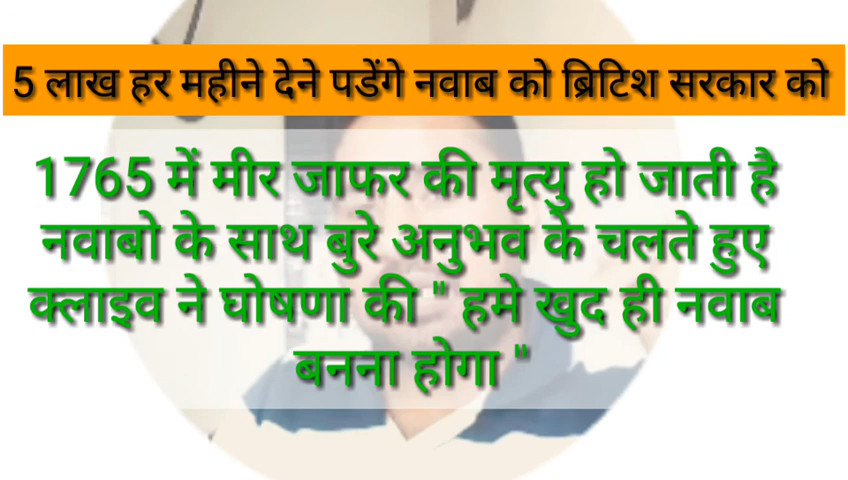 5 लाख हर महीने देने पडेंगे नवाब को ब्रिटिश सरकार को
1765 में मीर जाफर की मृत्यु हो जाती है
नवाबो के साथ बुरे अनुभव के चलते हुए
क्लाइव ने घोषणा की " हमे खुद ही नवाब
बनना होगा "